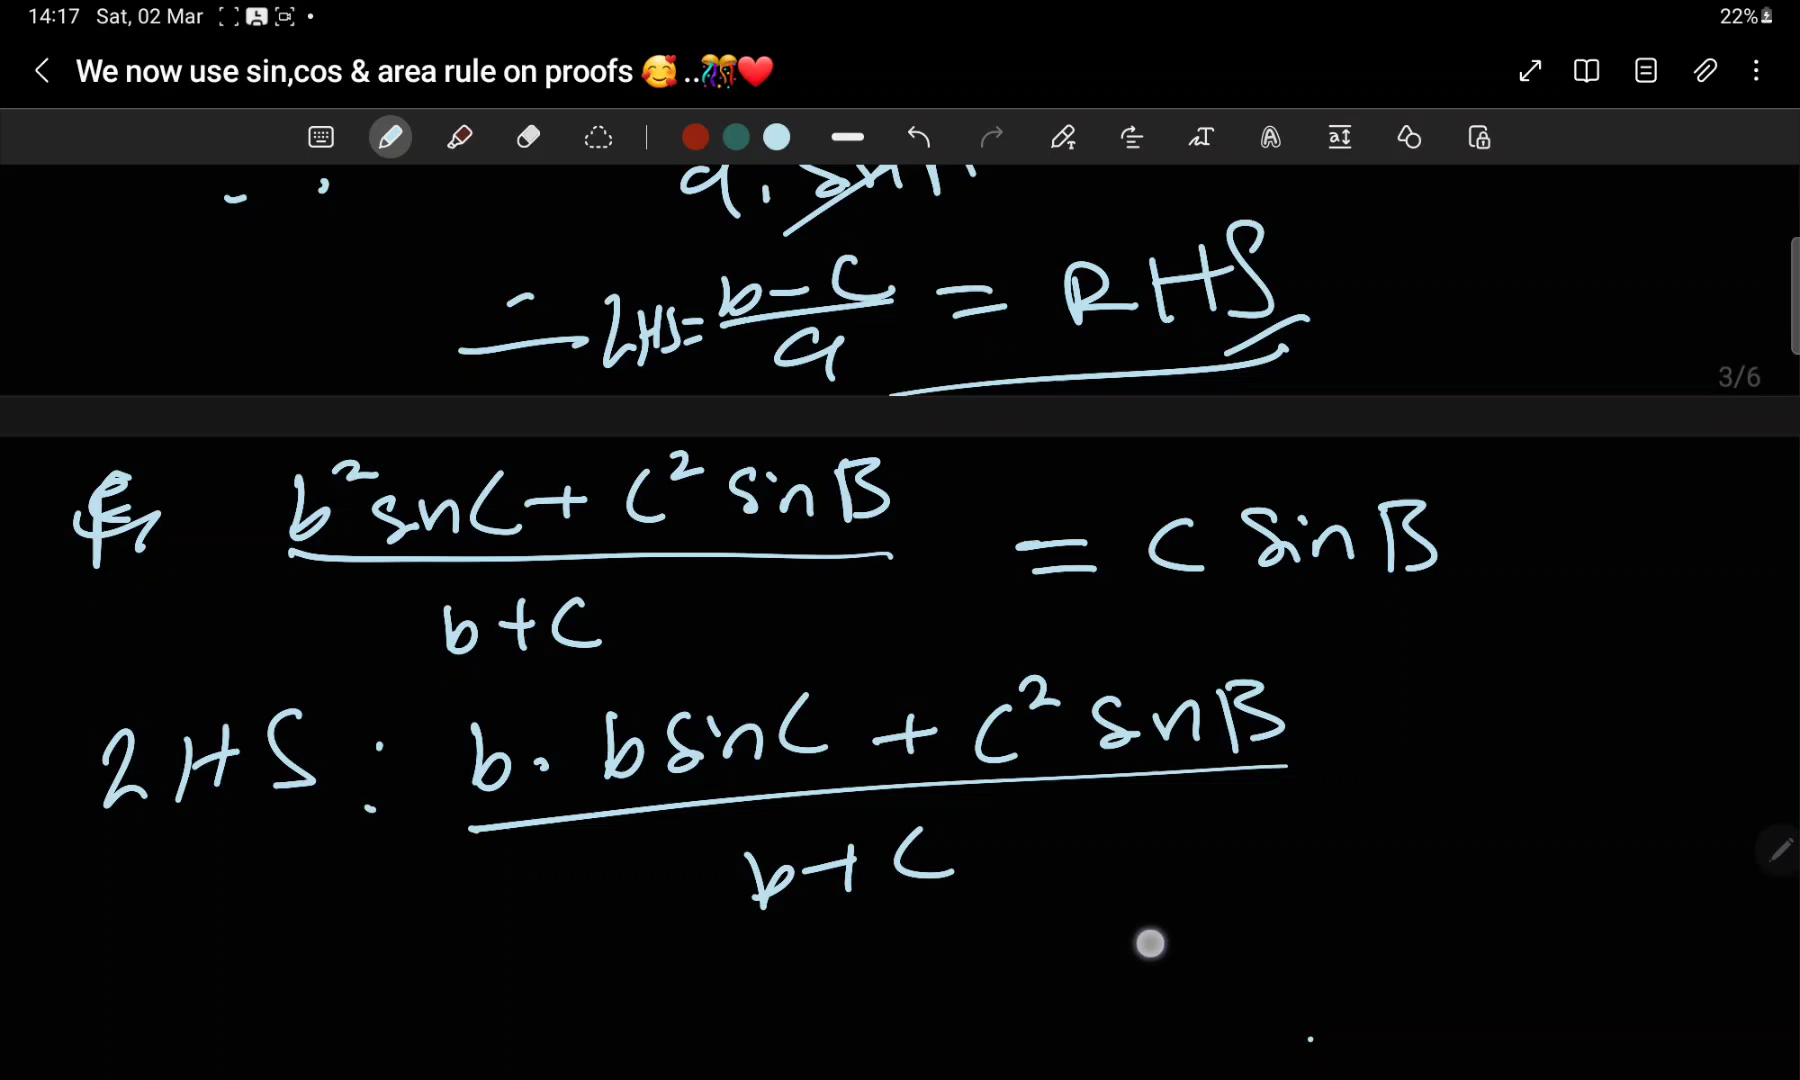 14:17 Sat, 02 Mar
22%
We now use sin,cos & area rule on proofs 🥰 ..🎊❤️
LHS = b-c/a = RHS
3/6
b² sinC + c² sinB / b+c = c sinB
LHS : b. b sinC + c² sinB / b+c